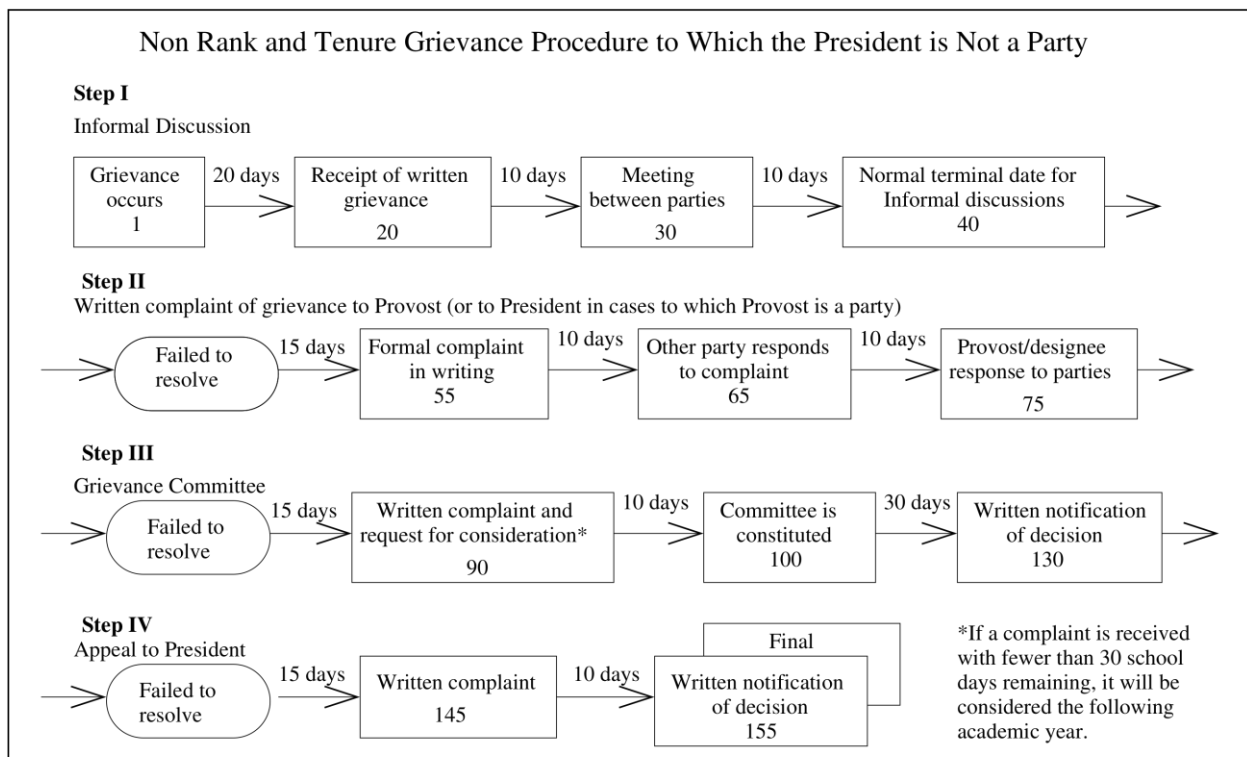 Non Rank and Tenure Grievance Procedure to Which the President is Not a Party
Step I
Informal Discussion
Grievance
occurs
1
20 days
Receipt of written
grievance
20
10 days
Meeting
between parties
30
10 days
Normal terminal date for
Informal discussions
40
Step II
Written complaint of grievance to Provost (or to President in cases to which Provost is a party)
Failed to
resolve
15 days
Formal complaint
in writing
55
10 days
Other party responds
to complaint
65
10 days
Provost/designee
response to parties
75
Step III
Grievance Committee
Failed to
resolve
15 days
Written complaint and
request for consideration*
90
10 days
Committee is
constituted
100
30 days
Written notification
of decision
130
Step IV
Appeal to President
Failed to
resolve
15 days
Written complaint
145
10 days
Final
Written notification
of decision
155
*If a complaint is received
with fewer than 30 school
days remaining, it will be
considered the following
academic year.